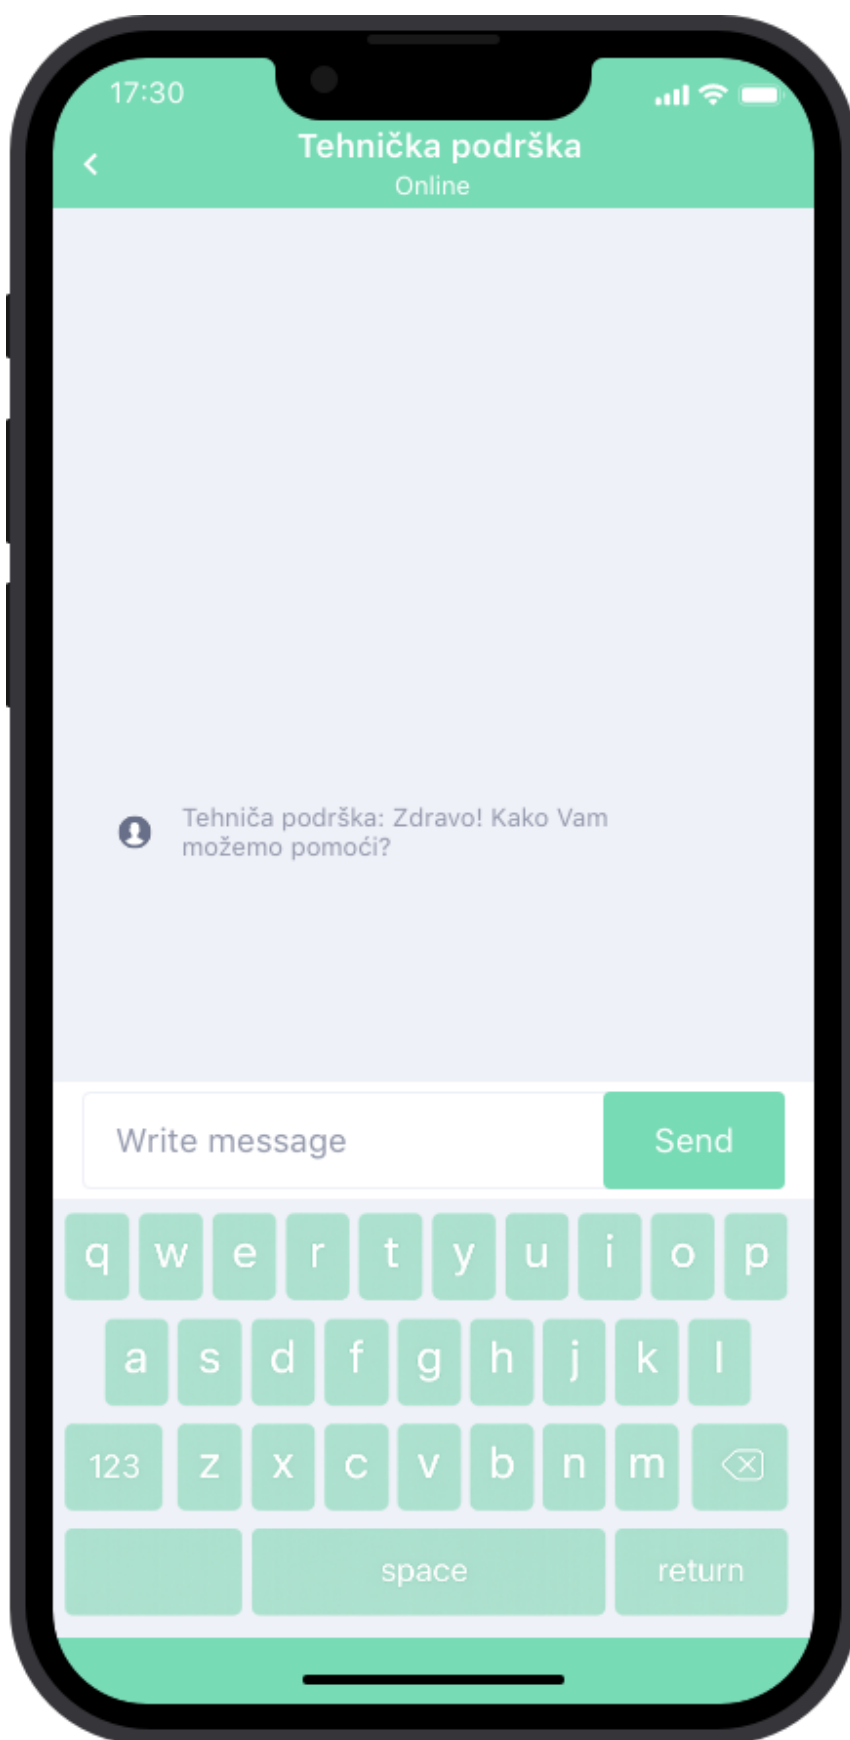 17:30
Tehnička podrška
Online
Tehniča podrška: Zdravo! Kako Vam
možemo pomoći?
Write message
Send
q w e r t y u i o p
a s d f g h j k l
123 z x c v b n m
space return